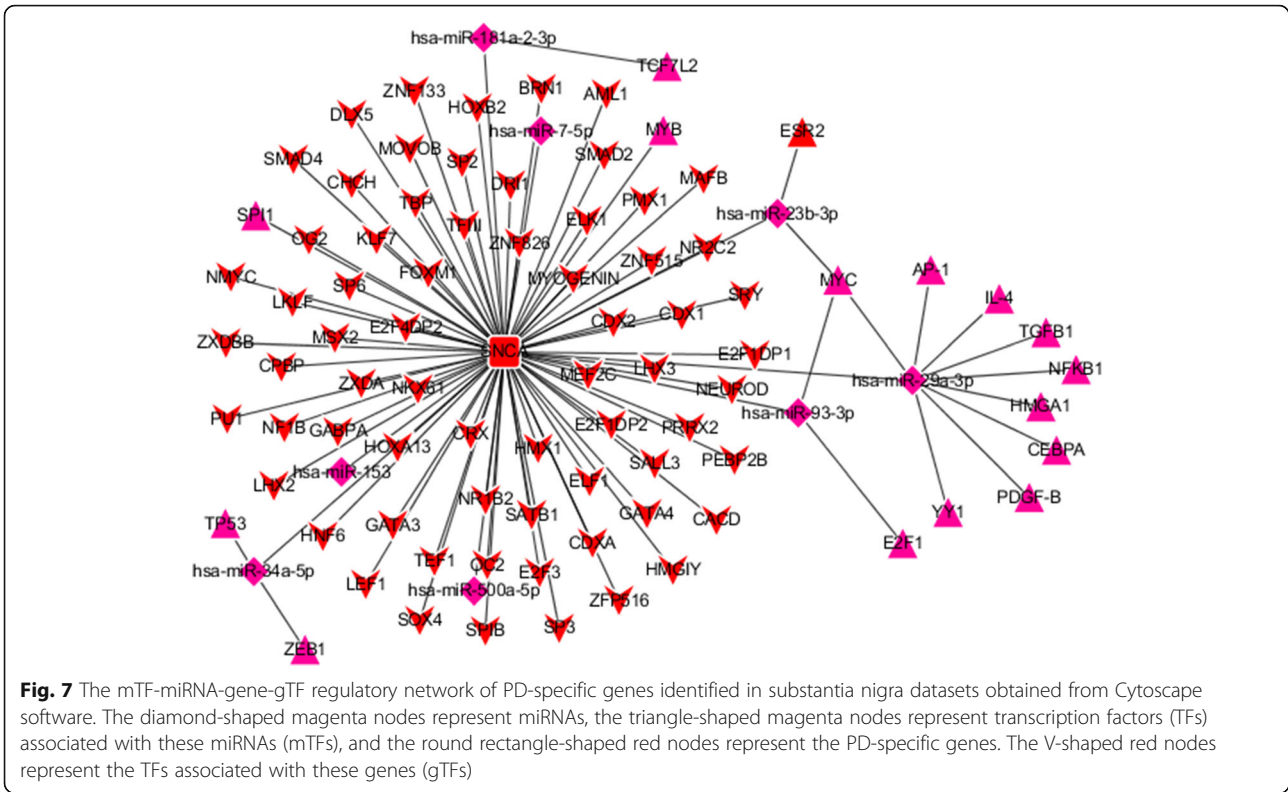 hsa-miR-181a-2-3p
TCF7L2
ZNF133
BRN1
AML1
HOXB2
DLX5
hsa-miR-7-5p
MYB
ESR2
MOVOB
SP2
SMAD2
SMAD4
CHCH
DRI1
MAFB
TBP
PMX1
SPI1
TFIII
ELK1
hsa-miR-23b-3p
OG2
KLF7
ZNF826
NR2C2
ZNF515
NMYC
SP6
FOXM1
MYOGENIN
MYC
AP-1
LKLF
SRY
IL-4
E2F4DP2
CDX2
CDX1
ZXDBB
MSX2
SNCA
TGFB1
E2F1DP1
CPBP
MEF2C
LHX3
NFKB1
ZXDA
NKX61
NEUROD
hsa-miR-29a-3p
PU1
NF1B
GABPA
HOXA13
CRX
E2F1DP2
PRRX2
hsa-miR-93-3p
HMGA1
HMX1
CEBPA
hsa-miR-153
SALL3
PEBP2B
LHX2
ELF1
NR1B2
PDGF-B
TP53
GATA3
SATB1
GATA4
CACD
YY1
HNF6
CDXA
E2F1
hsa-miR-34a-5p
LEF1
TEF1
OC2
E2F3
HMGIY
hsa-miR-500a-5p
ZFP516
SOX4
SPIB
SP3
ZEB1
Fig. 7 The mTF-miRNA-gene-gTF regulatory network of PD-specific genes identified in substantia nigra datasets obtained from Cytoscape
software. The diamond-shaped magenta nodes represent miRNAs, the triangle-shaped magenta nodes represent transcription factors (TFs)
associated with these miRNAs (mTFs), and the round rectangle-shaped red nodes represent the PD-specific genes. The V-shaped red nodes
represent the TFs associated with these genes (gTFs)